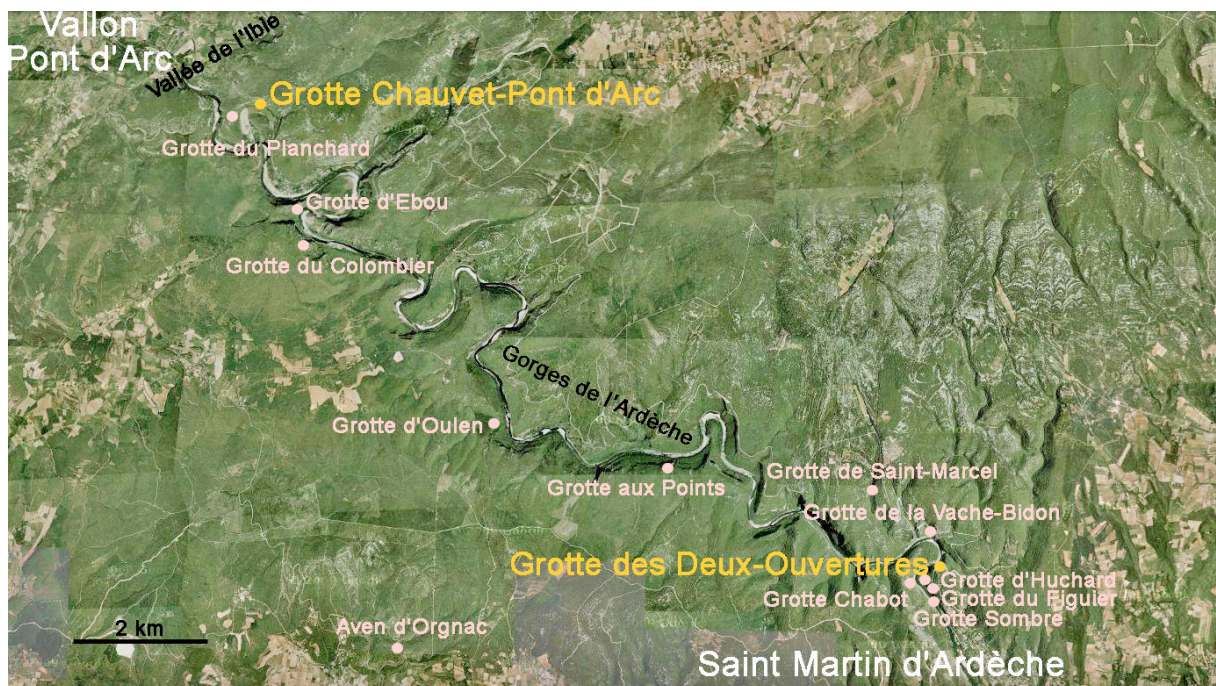 Vallon
Pont d'Arc
Vallée de l'Ibie
Grotte Chauvet-Pont d'Arc
Grotte du Planchard
Grotte d'Ebou
Grotte du Colombier
Gorges de l'Ardèche
Grotte d'Oulen
Grotte aux Points
Grotte de Saint-Marcel
Grotte de la Vache-Bidon
Grotte des Deux-Ouvertures
Grotte d'Huchard
Grotte Chabot
Grotte du Figuier
Grotte Sombre
2 km
Aven d'Orgnac
Saint Martin d'Ardèche